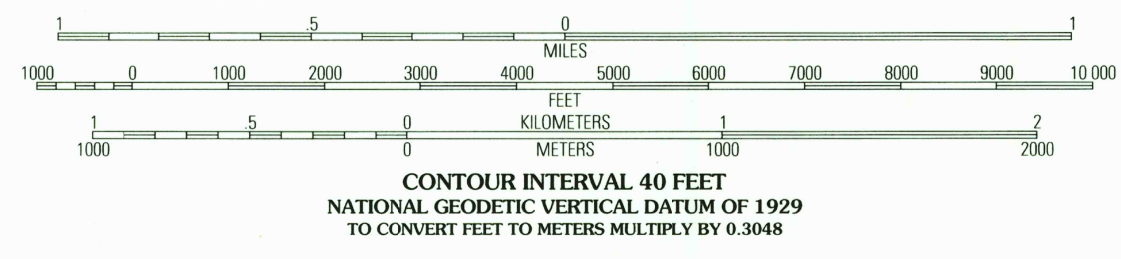 1 .5 0 1
MILES
1000 0 1000 2000 3000 4000 5000 6000 7000 8000 9000 10 000
FEET
1 .5 0 KILOMETERS 1 2
1000 0 METERS 1000 2000
CONTOUR INTERVAL 40 FEET
NATIONAL GEODETIC VERTICAL DATUM OF 1929
TO CONVERT FEET TO METERS MULTIPLY BY 0.3048